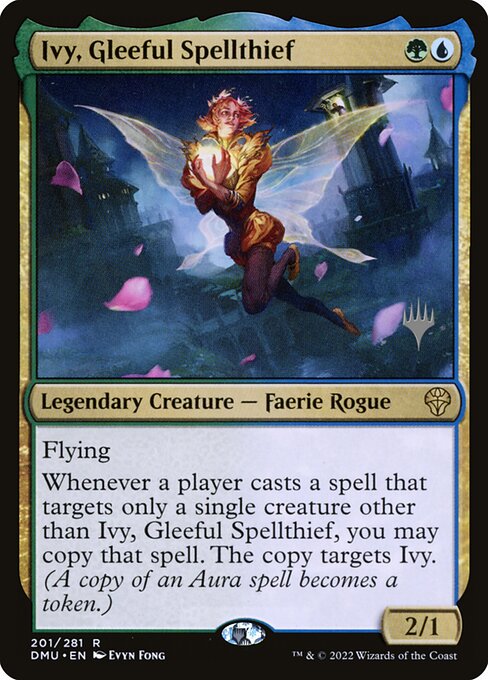 Ivy, Gleeful Spellthief
Legendary Creature — Faerie Rogue
Flying
Whenever a player casts a spell that
targets only a single creature other
than Ivy, Gleeful Spellthief, you may
copy that spell. The copy targets Ivy.
(A copy of an Aura spell becomes a
token.)
2/1
201/281 R
DMU • EN Evyn Fong
™ & © 2022 Wizards of the Coast